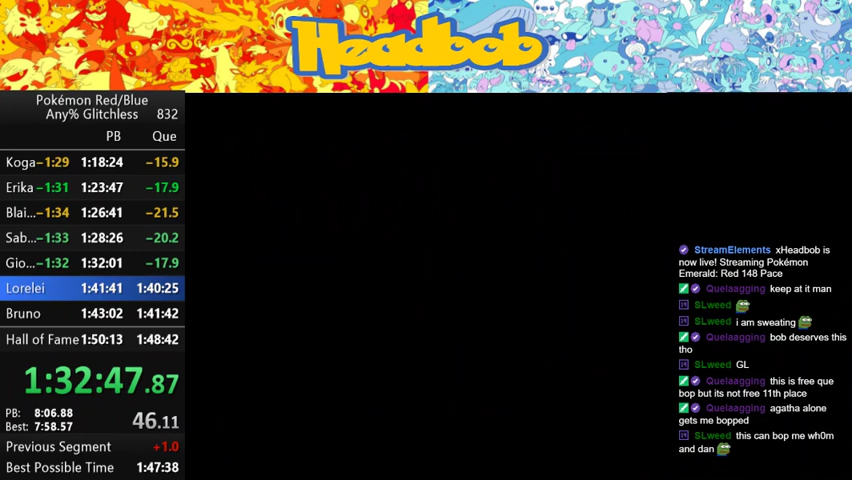 Headbob
Pokémon Red/Blue
Any% Glitchless 832
PB Que
Koga -1:29 1:18:24 -15.9
Erika -1:31 1:23:47 -17.9
Blai... -1:34 1:26:41 -21.5
Sab... -1:33 1:28:26 -20.2
Gio... -1:32 1:32:01 -17.9
Lorelei 1:41:41 1:40:25
Bruno 1:43:02 1:41:42
Hall of Fame 1:50:13 1:48:42
1:32:47.87
PB: 8:06.88
Best: 7:58.57
46.11
Previous Segment +1.0
Best Possible Time 1:47:38
StreamElements xHeadbob is
now live! Streaming Pokémon
Emerald: Red 148 Pace
Quelaagging keep at it man
SLweed
SLweed i am sweating
Quelaagging bob deserves this
tho
SLweed GL
Quelaagging this is free que
bop but its not free 11th place
Quelaagging agatha alone
gets me bopped
SLweed this can bop me wh0m
and dan